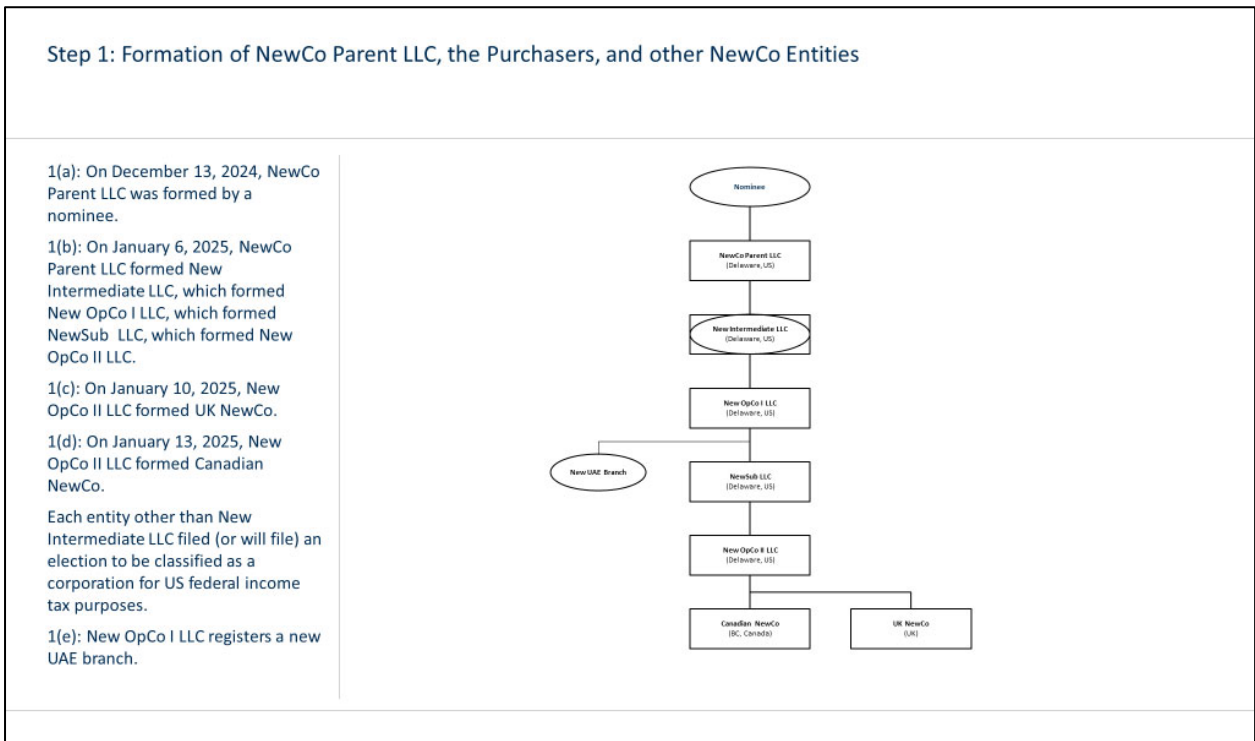 Step 1: Formation of NewCo Parent LLC, the Purchasers, and other NewCo Entities
1(a): On December 13, 2024, NewCo
Parent LLC was formed by a
nominee.
1(b): On January 6, 2025, NewCo
Parent LLC formed New
Intermediate LLC, which formed
New OpCo I LLC, which formed
NewSub LLC, which formed New
OpCo II LLC.
1(c): On January 10, 2025, New
OpCo II LLC formed UK NewCo.
1(d): On January 13, 2025, New
OpCo II LLC formed Canadian
NewCo.
Each entity other than New
Intermediate LLC filed (or will file) an
election to be classified as a
corporation for US federal income
tax purposes.
1(e): New OpCo I LLC registers a new
UAE branch.
Nominee
NewCo Parent LLC
(Delaware, US)
New Intermediate LLC
(Delaware, US)
New OpCo I LLC
(Delaware, US)
New UAE Branch
NewSub LLC
(Delaware, US)
New OpCo II LLC
(Delaware, US)
Canadian NewCo
(BC, Canada)
UK NewCo
(UK)